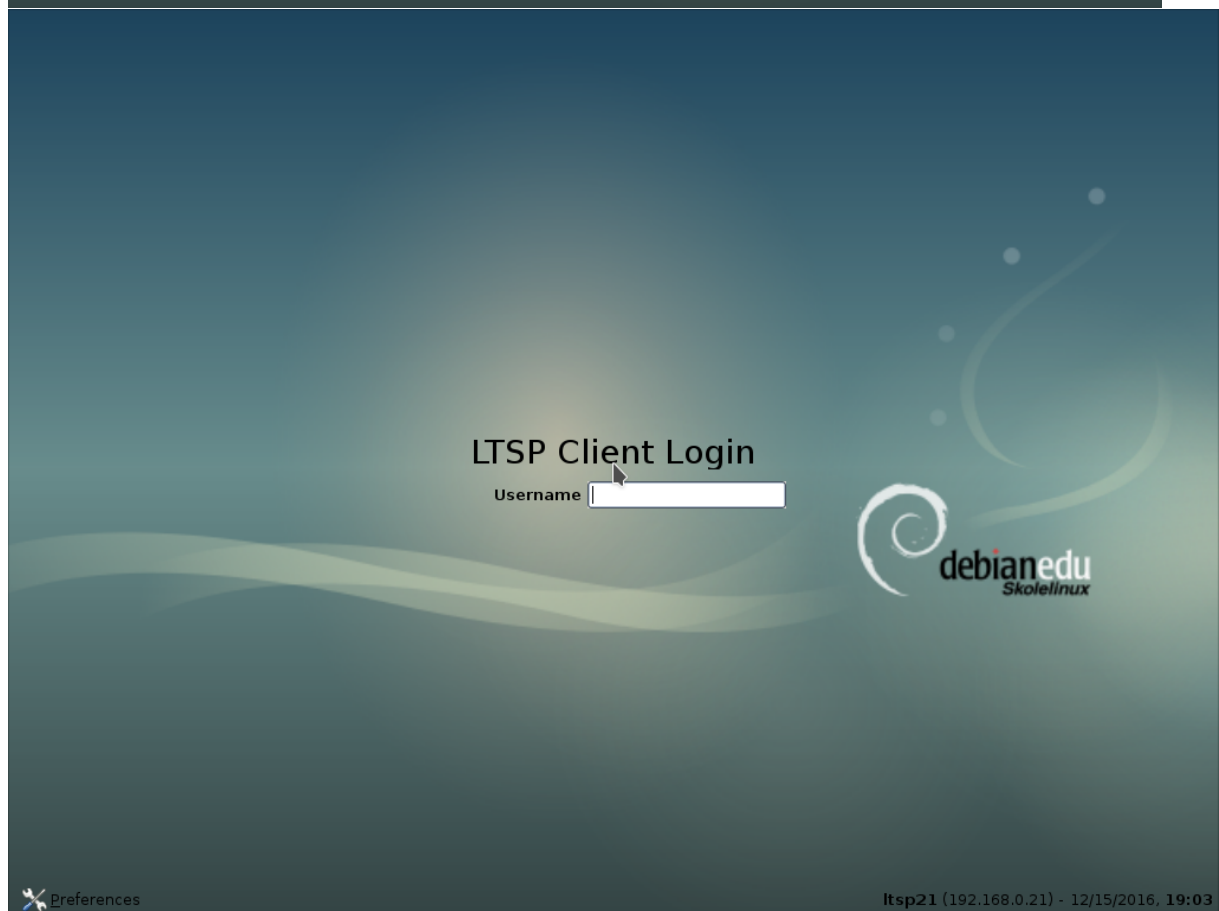 LTSP Client Login
Username
debianedu
Skolelinux
Preferences
ltsp21 (192.168.0.21) - 12/15/2016, 19:03